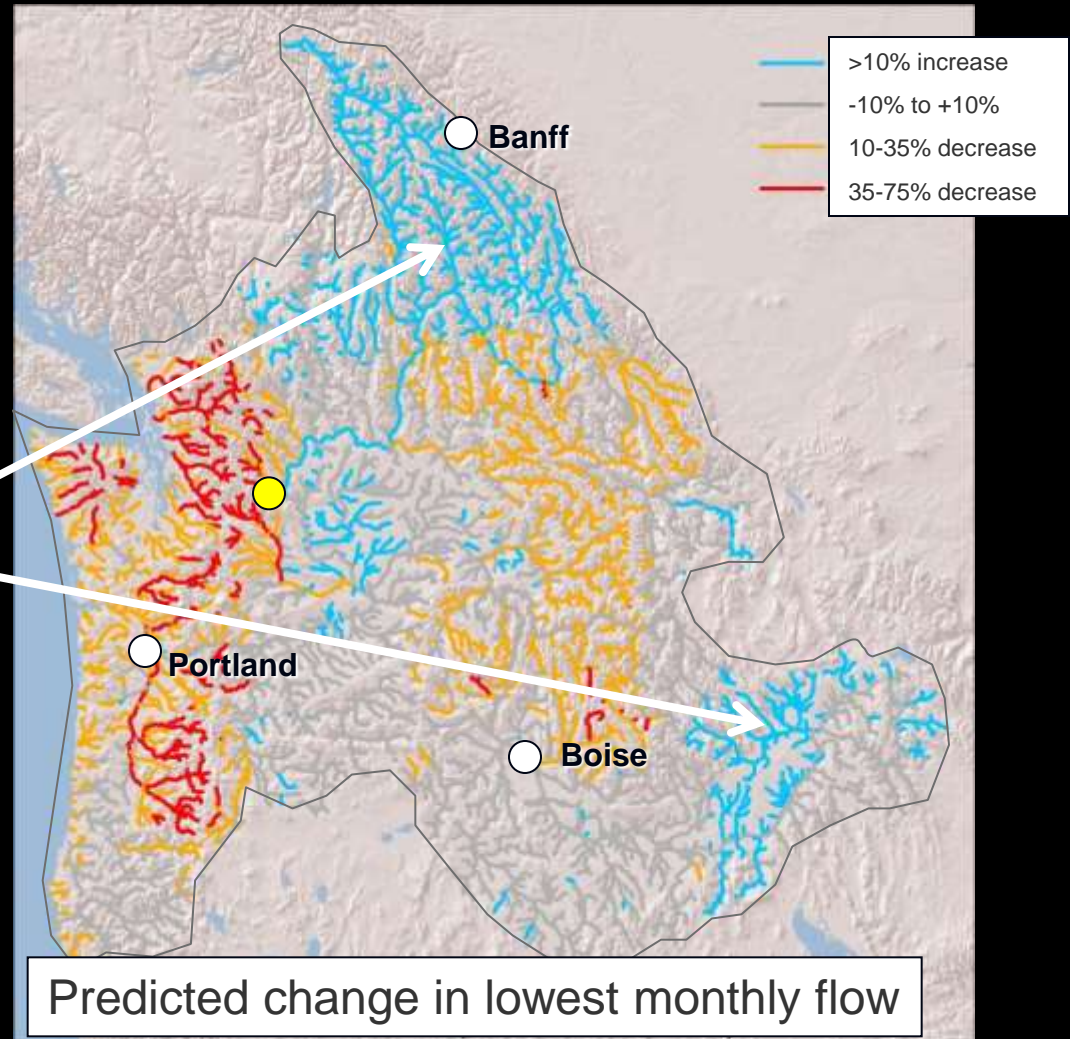 >10% increase
-10% to +10%
10-35% decrease
35-75% decrease
Banff
Portland
Boise
Predicted change in lowest monthly flow